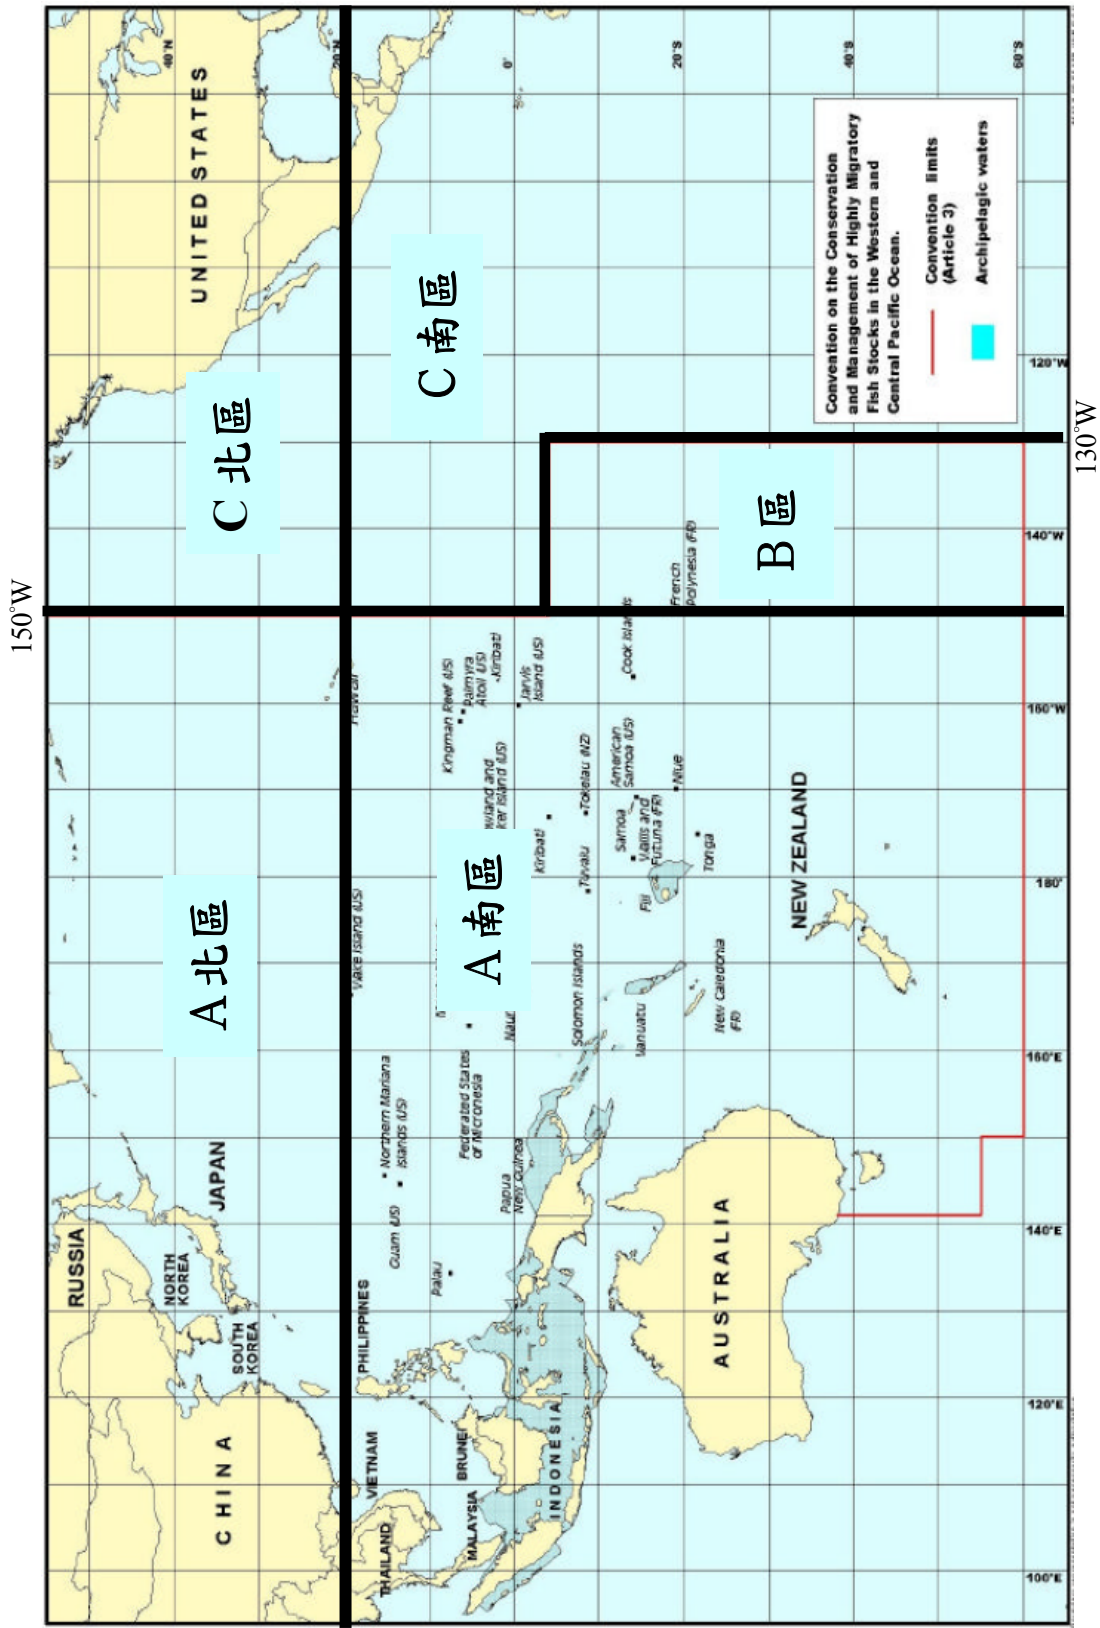 150°W
130°W
40°N
20°N
0°
20°S
40°S
60°S
UNITED STATES
C 北區
C 南區
B 區
A 北區
A 南區
Convention on the Conservation
and Management of Highly Migratory
Fish Stocks in the Western and
Central Pacific Ocean.
Convention limits
(Article 3)
Archipelagic waters
120°W
140°W
160°W
180°
160°E
140°E
120°E
100°E
French
Polynesia (FR)
Cook Islands
Hawaii
Kingman Reef (US)
Palmyra
Atoll (US)
Kiribati
Jarvis
Island (US)
Kiribati
Tokelau (NZ)
American
Samoa (US)
Niue
Samoa
Wallis and
Futuna (FR)
Tonga
Tuvalu
Fiji
NEW ZEALAND
Wake Island (US)
Solomon Islands
Vanuatu
New Caledonia
(FR)
Northern Mariana
Islands (US)
Federated States
of Micronesia
Guam (US)
Palau
Papua
New Guinea
RUSSIA
JAPAN
NORTH
KOREA
SOUTH
KOREA
CHINA
PHILIPPINES
VIETNAM
THAILAND
BRUNEI
MALAYSIA
INDONESIA
AUSTRALIA